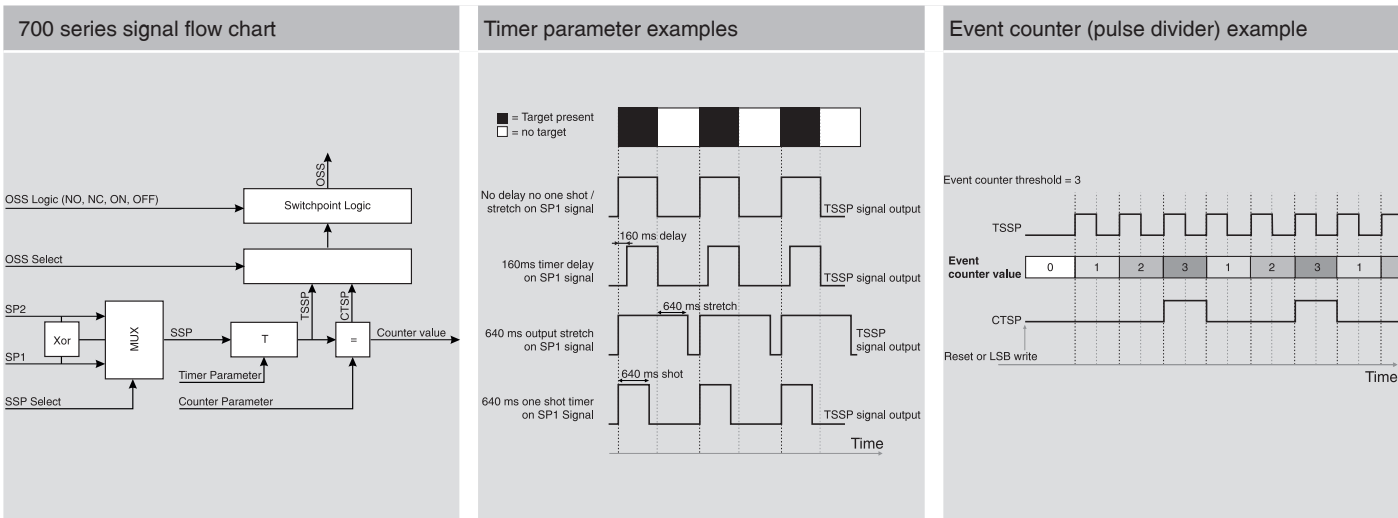 700 series signal flow chart
OSS
OSS Logic (NO, NC, ON, OFF)
Switchpoint Logic
OSS Select
TSSP
CTSP
SP2
Xor
MUX
SSP
T
=
Counter value
SP1
Timer Parameter
SSP Select
Counter Parameter
Timer parameter examples
= Target present
= no target
No delay no one shot /
stretch on SP1 signal
TSSP signal output
160 ms delay
160ms timer delay
on SP1 signal
TSSP signal output
640 ms stretch
640 ms output stretch
on SP1 signal
TSSP
signal output
640 ms shot
640 ms one shot timer
on SP1 Signal
TSSP signal output
Time
Event counter (pulse divider) example
Event counter threshold = 3
TSSP
Event
counter value
0 1 2 3 1 2 3 1
CTSP
Reset or LSB write
Time